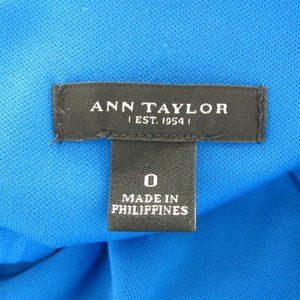 ANN TAYLOR
| EST. 1954 |
0
MADE IN
PHILIPPINES